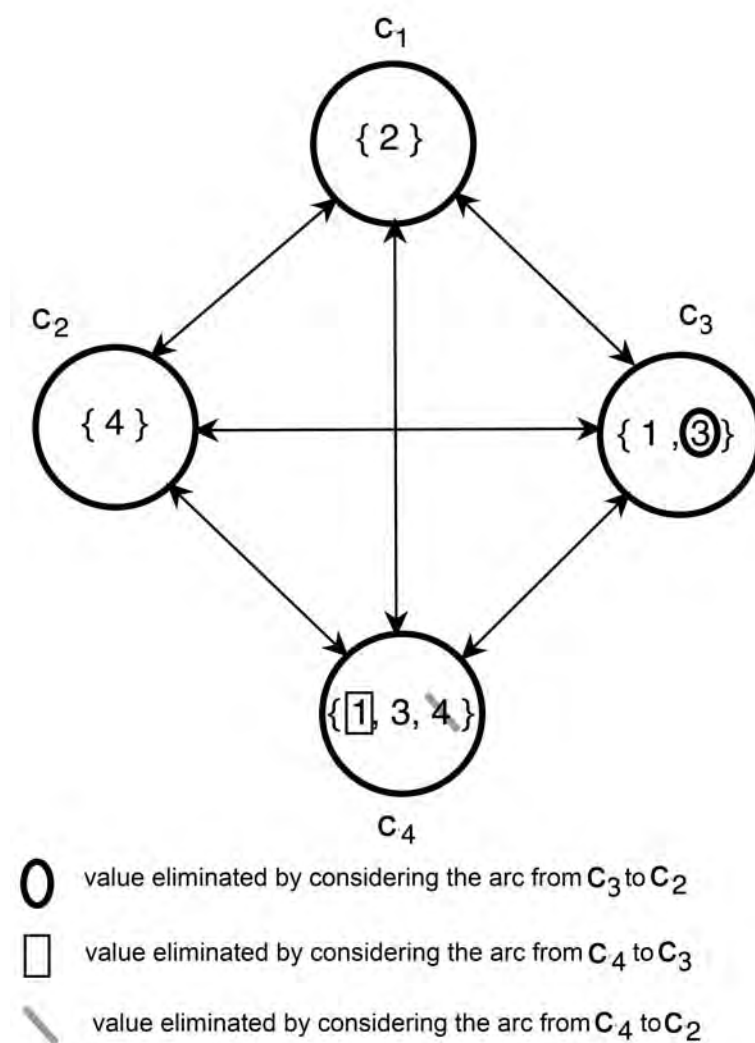 C₁
{ 2 }
C₂
C₃
{ 4 }
{ 1 , 3 }
{ 1, 3, 4 }
C₄
value eliminated by considering the arc from C₃ to C₂
value eliminated by considering the arc from C₄ to C₃
value eliminated by considering the arc from C₄ to C₂